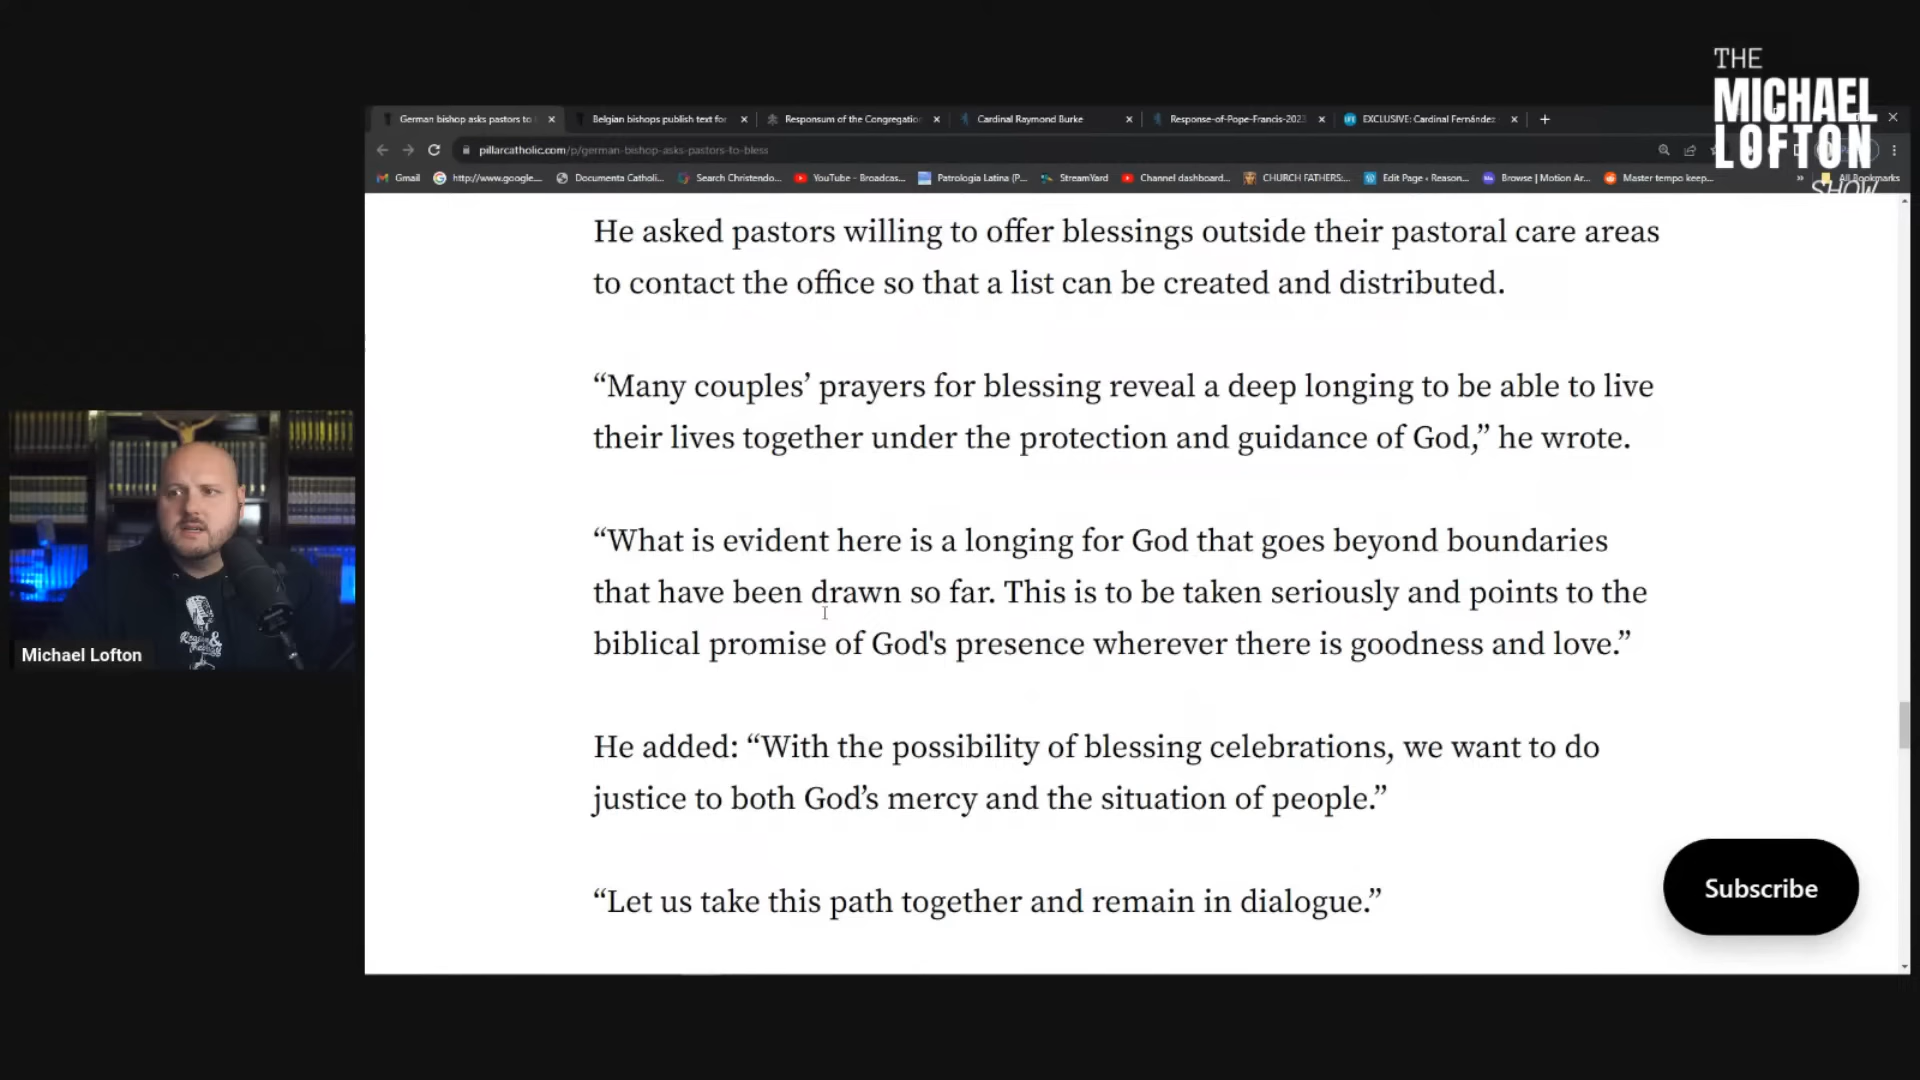 THE
MICHAEL
LOFTON
SHOW
German bishop asks pastors to
Belgian bishops publish text for
Responsum of the Congregation
Cardinal Raymond Burke
Response-of-Pope-Francis-2023
EXCLUSIVE: Cardinal Fernández
pillarcatholic.com/p/german-bishop-asks-pastors-to-bless
Gmail
http://www.google...
Documenta Catholi...
Search Christendo...
YouTube - Broadcas...
Patrologia Latina (P...
StreamYard
Channel dashboard...
CHURCH FATHERS:...
Edit Page ‹ Reason...
Browse | Motion Ar...
Master tempo keep...
All Bookmarks
He asked pastors willing to offer blessings outside their pastoral care areas
to contact the office so that a list can be created and distributed.
“Many couples’ prayers for blessing reveal a deep longing to be able to live
their lives together under the protection and guidance of God,” he wrote.
“What is evident here is a longing for God that goes beyond boundaries
that have been drawn so far. This is to be taken seriously and points to the
biblical promise of God's presence wherever there is goodness and love.”
He added: “With the possibility of blessing celebrations, we want to do
justice to both God’s mercy and the situation of people.”
“Let us take this path together and remain in dialogue.”
Subscribe
Michael Lofton